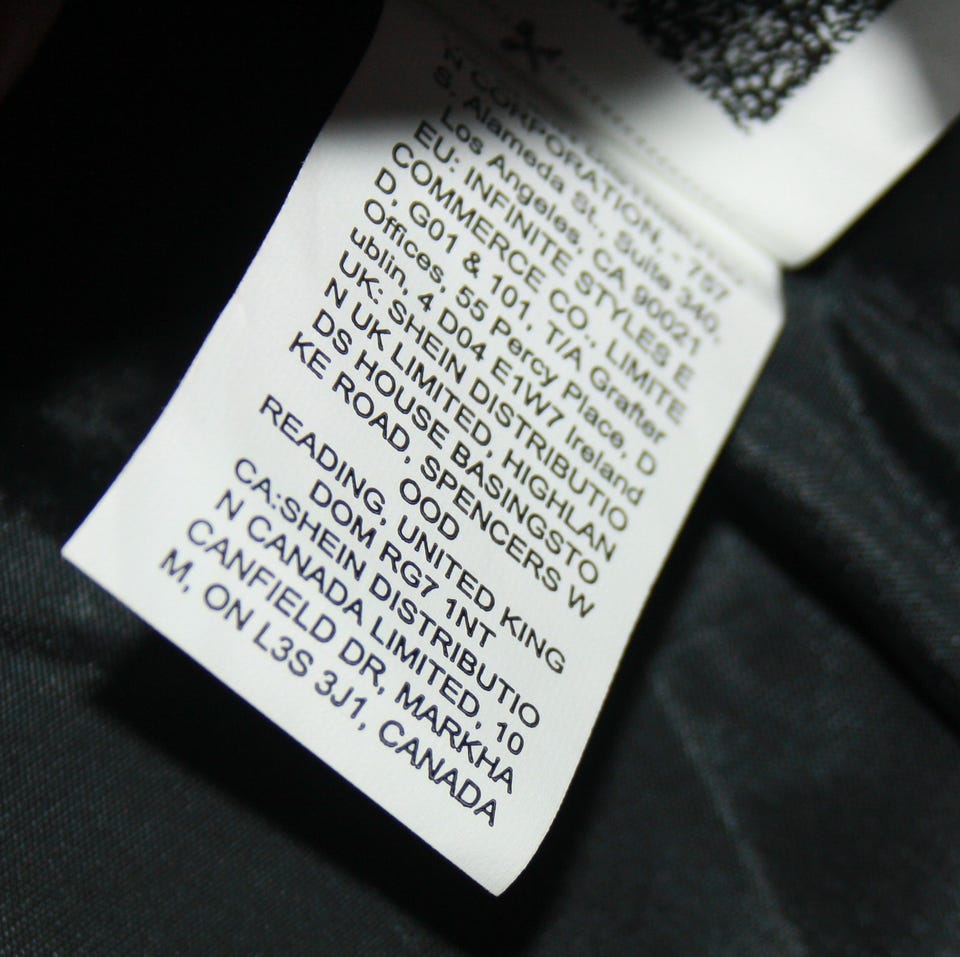 N CORPORATION, - 757
S. Alameda St., Suite 340,
Los Angeles, CA 90021
EU: INFINITE STYLES E
COMMERCE CO., LIMITE
D, G01 & 101, T/A Grafter
Offices, 55 Percy Place, D
ublin, 4 D04 E1W7 Ireland
UK: SHEIN DISTRIBUTIO
N UK LIMITED, HIGHLAN
DS HOUSE BASINGSTO
KE ROAD, SPENCERS W
OOD
READING, UNITED KING
DOM RG7 1NT
CA:SHEIN DISTRIBUTIO
N CANADA LIMITED, 10
CANFIELD DR, MARKHA
M, ON L3S 3J1, CANADA